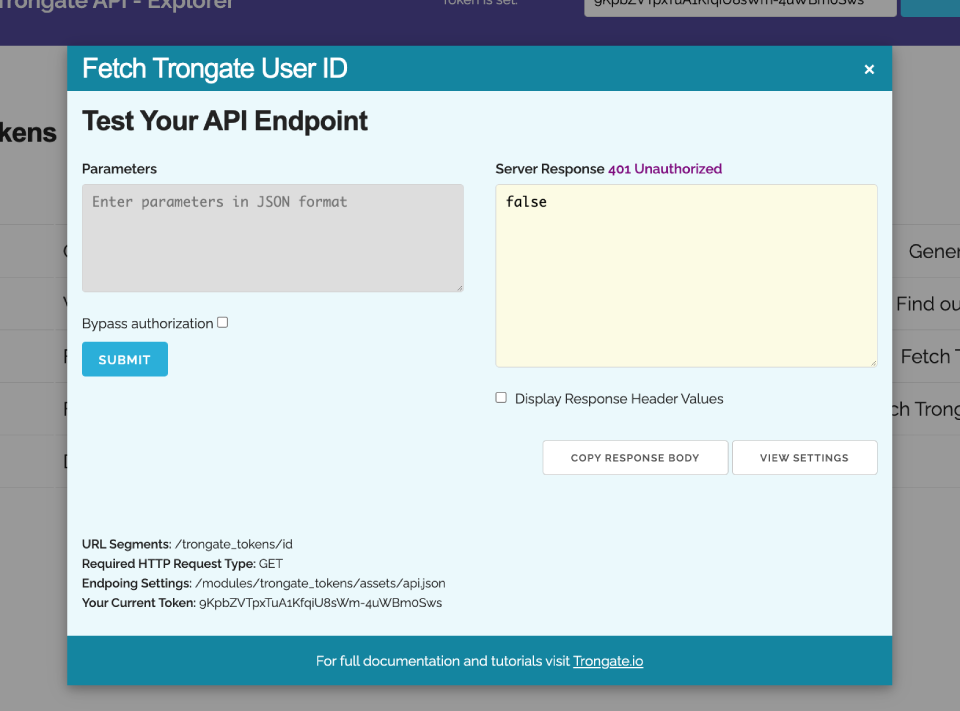 Trongate API - Explorer
Token is set:
9KpbZVTpxTuA1KfqiU8sWm-4uWBm0Sws
Fetch Trongate User ID
×
Test Your API Endpoint
kens
Parameters
Server Response 401 Unauthorized
Enter parameters in JSON format
false
Gener
Find ou
Bypass authorization
Fetch T
SUBMIT
Display Response Header Values
ch Trong
COPY RESPONSE BODY
VIEW SETTINGS
URL Segments: /trongate_tokens/id
Required HTTP Request Type: GET
Endpoing Settings: /modules/trongate_tokens/assets/api.json
Your Current Token: 9KpbZVTpxTuA1KfqiU8sWm-4uWBm0Sws
For full documentation and tutorials visit Trongate.io